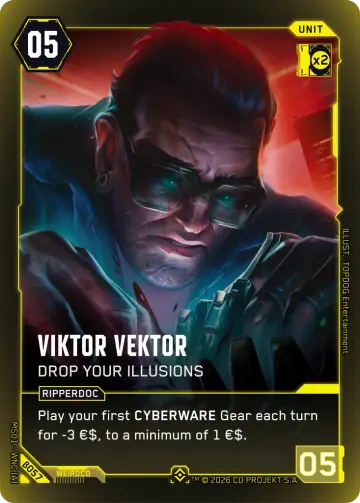 05
UNIT
x2
ILLUST. TOPDOG Entertainment
VIKTOR VEKTOR
DROP YOUR ILLUSIONS
RIPPERDOC
Play your first CYBERWARE Gear each turn
for -3 €$, to a minimum of 1 €$.
05
B057
WEIRDCO
™ © 2026 CD PROJEKT S.A.